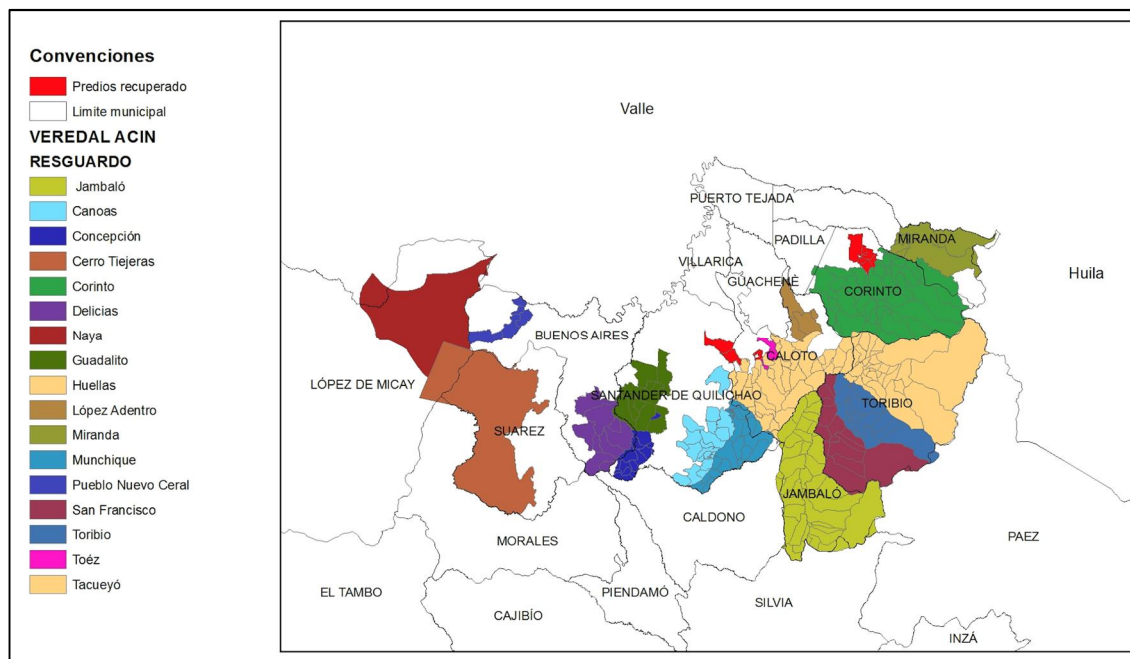 Convenciones
Predios recuperado
Limite municipal
VEREDAL ACIN
RESGUARDO
Jambaló
Canoas
Concepción
Cerro Tiejeras
Corinto
Delicias
Naya
Guadalito
Huellas
López Adentro
Miranda
Munchique
Pueblo Nuevo Ceral
San Francisco
Toribio
Toéz
Tacueyó
Valle
PUERTO TEJADA
PADILLA
MIRANDA
VILLARICA
GUACHENÉ
Huila
CORINTO
BUENOS AIRES
CALOTO
LÓPEZ DE MICAY
SANTANDER DE QUILICHAO
TORIBIO
SUAREZ
JAMBALÓ
CALDONO
MORALES
PAEZ
EL TAMBO
PIENDAMÓ
SILVIA
CAJIBÍO
INZÁ